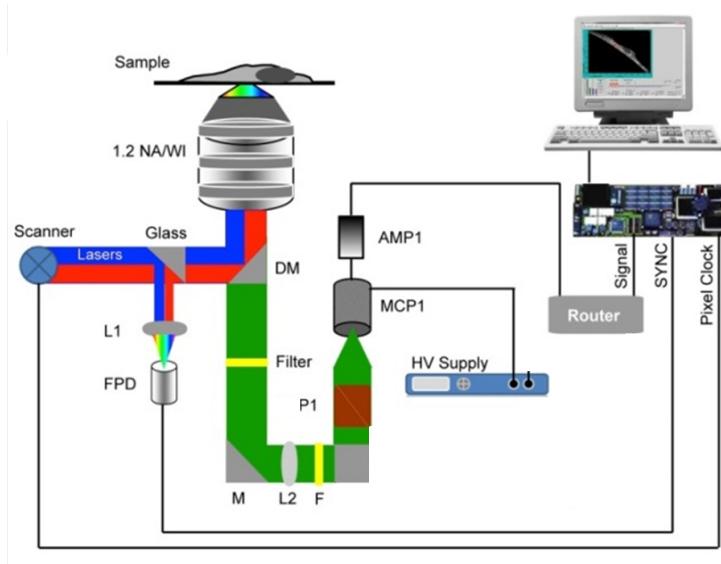 Sample
1.2 NA/WI
Scanner
Glass
Lasers
DM
AMP1
MCP1
Signal
SYNC
Pixel Clock
Router
L1
FPD
Filter
HV Supply
P1
M
L2
F